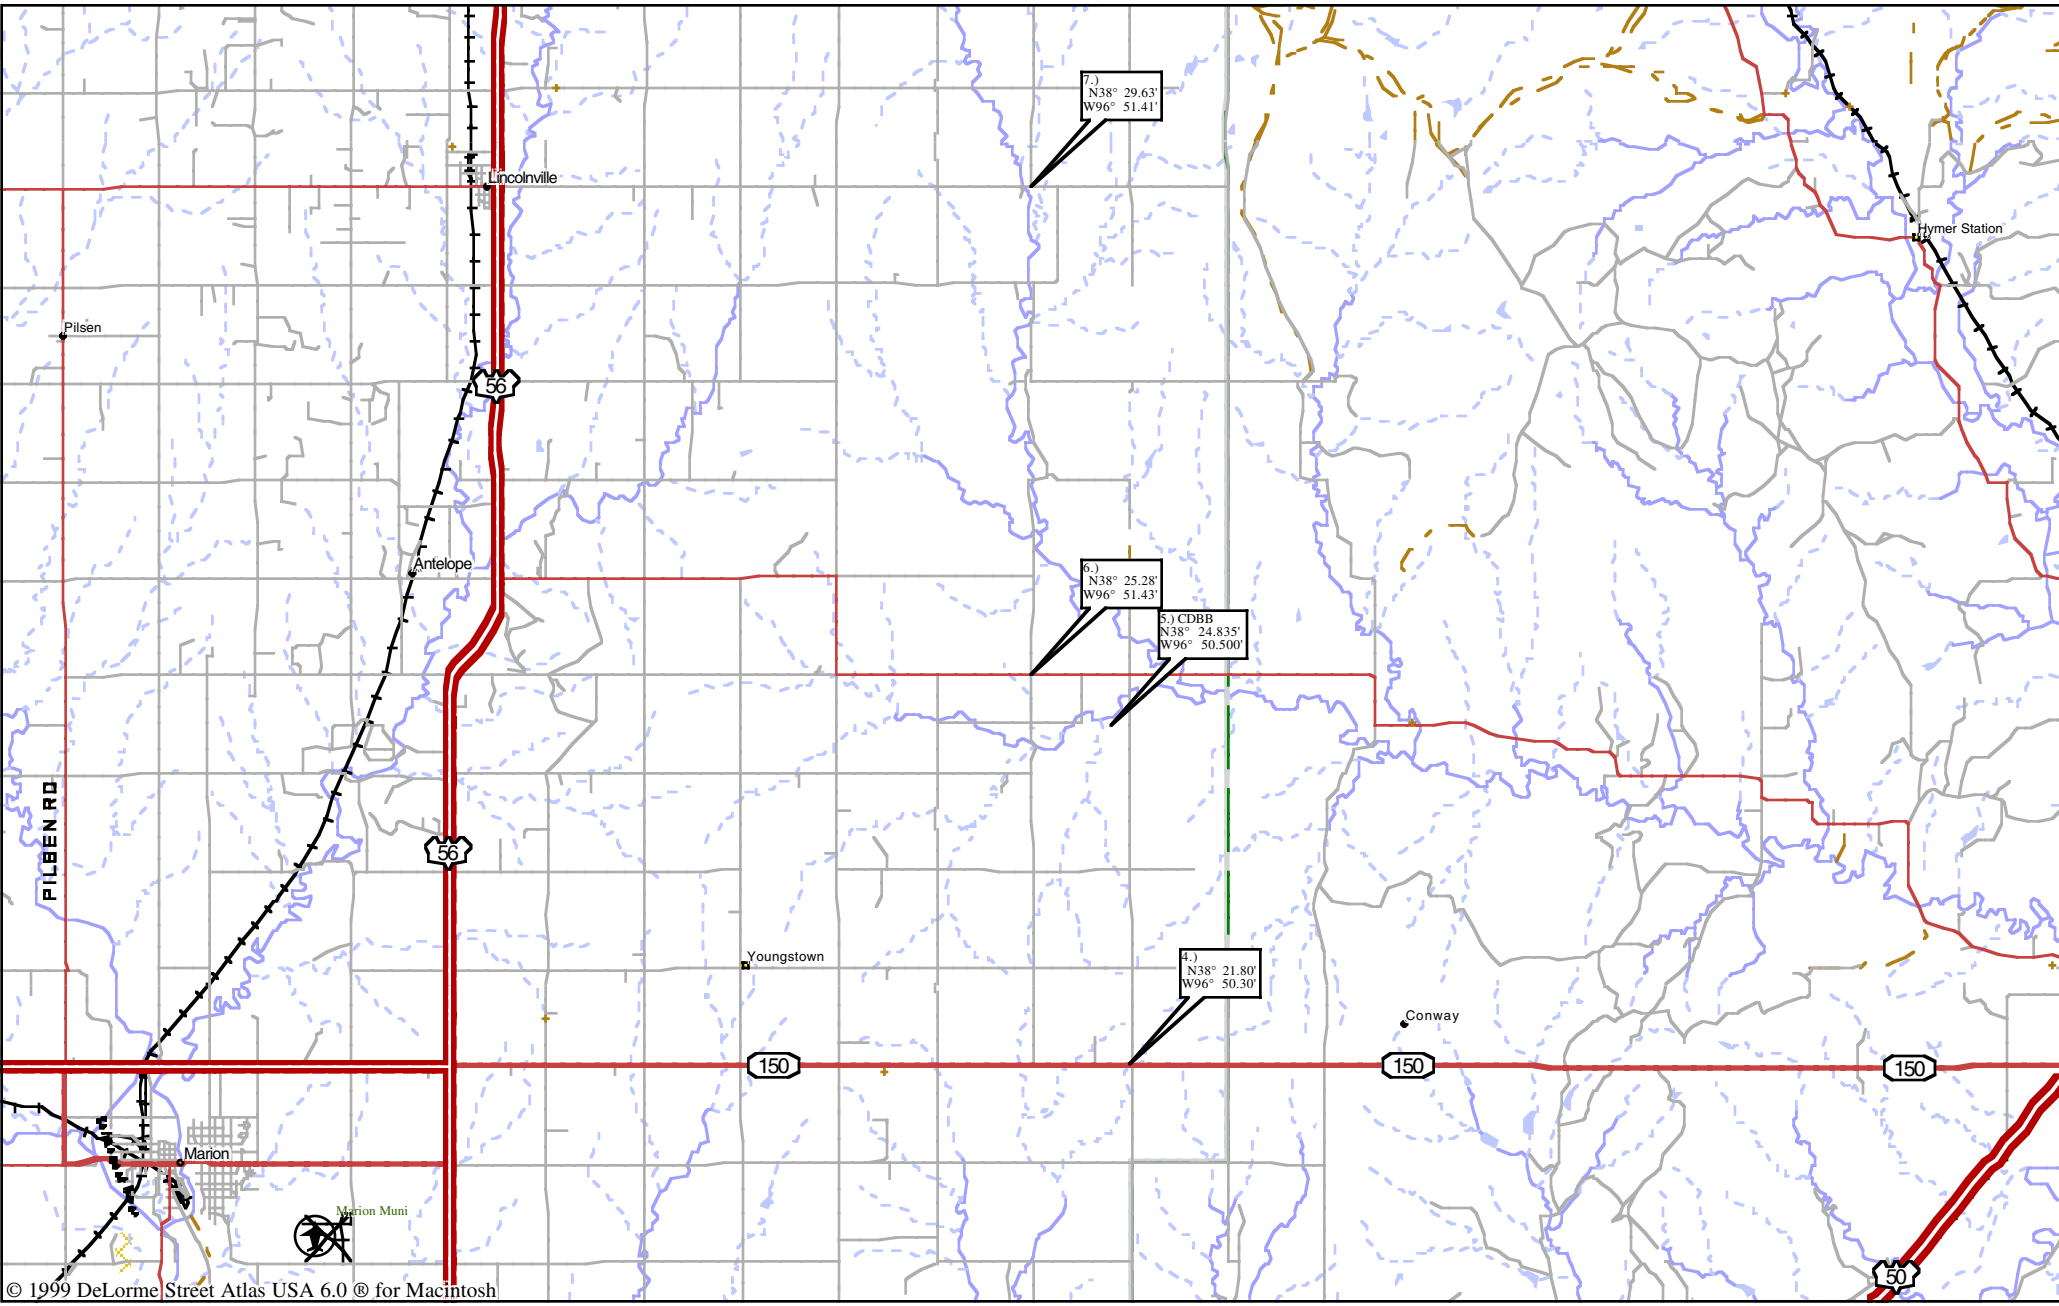 7.)
N38° 29.63'
W96° 51.41'
Lincolnville
Hymer Station
Pilsen
56
Antelope
6.)
N38° 25.28'
W96° 51.43'
5.) CDBB
N38° 24.835'
W96° 50.500'
PILSEN RD
56
Youngstown
4.)
N38° 21.80'
W96° 50.30'
Conway
150
150
150
Marion
Marion Muni
50
© 1999 DeLorme Street Atlas USA 6.0 ® for Macintosh